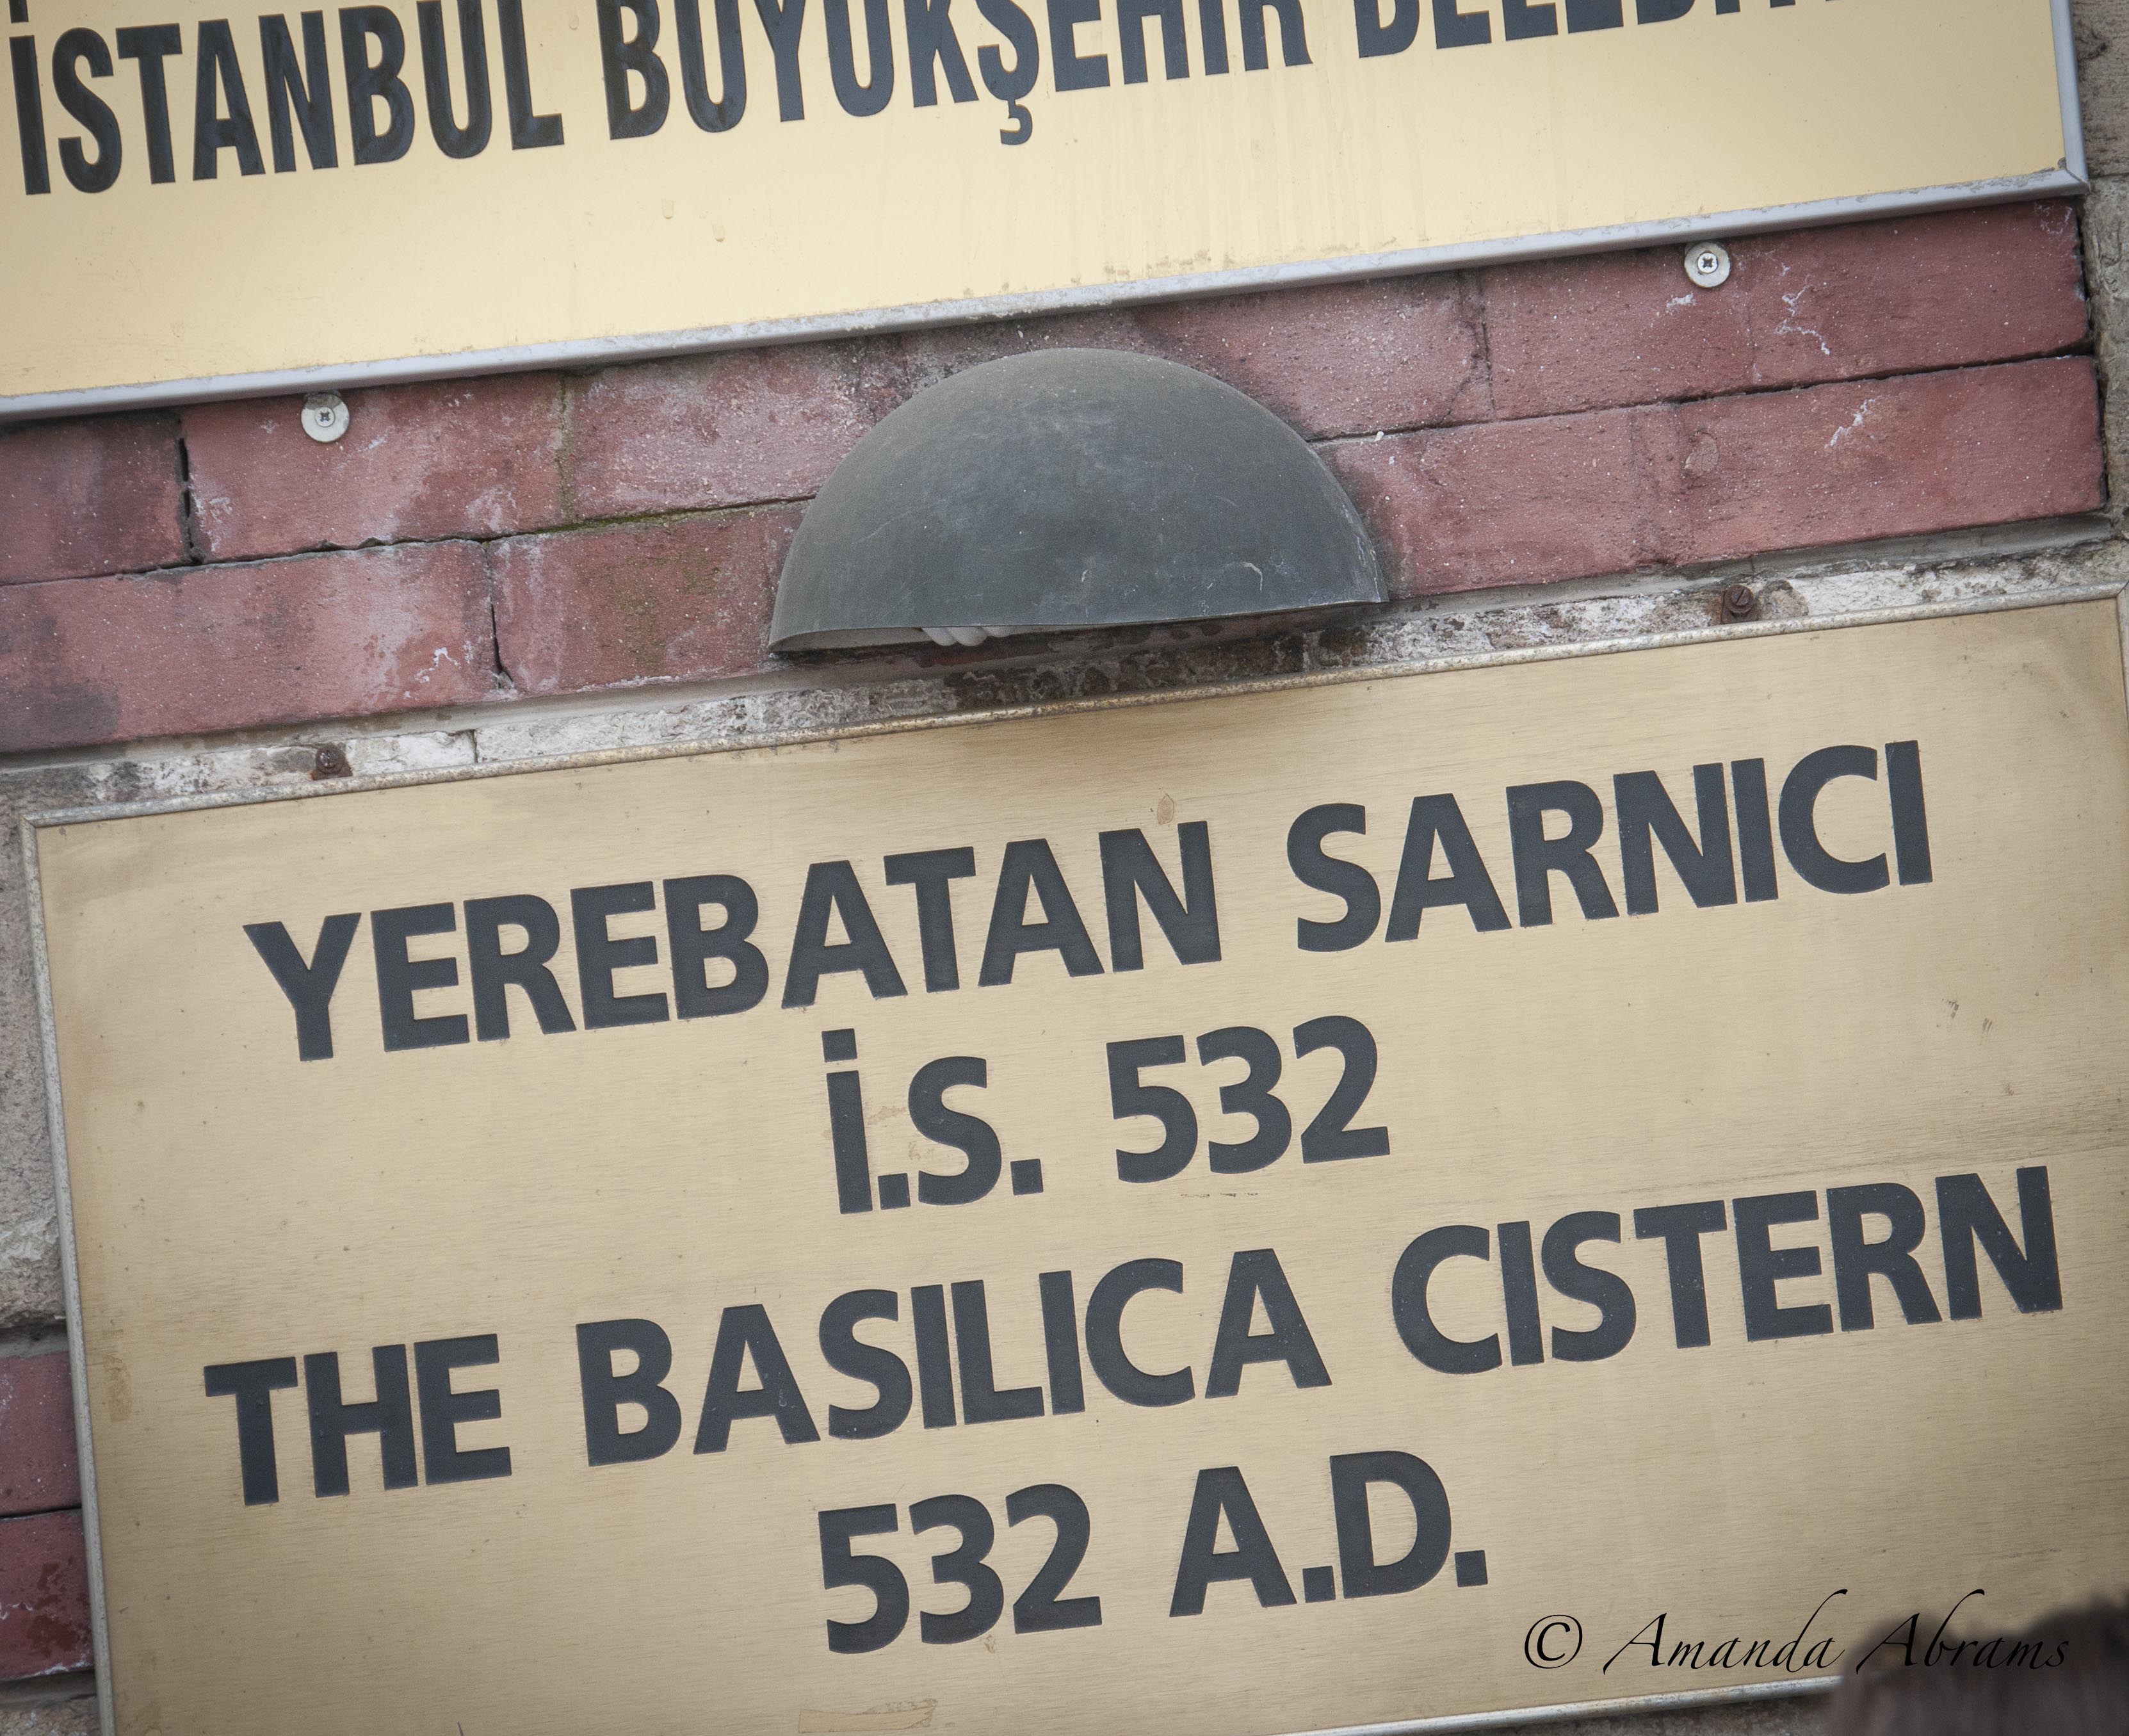 İSTANBUL BÜYÜKŞEHİR
YEREBATAN SARNICI
İ.S. 532
THE BASILICA CISTERN
532 A.D.
© Amanda Abrams